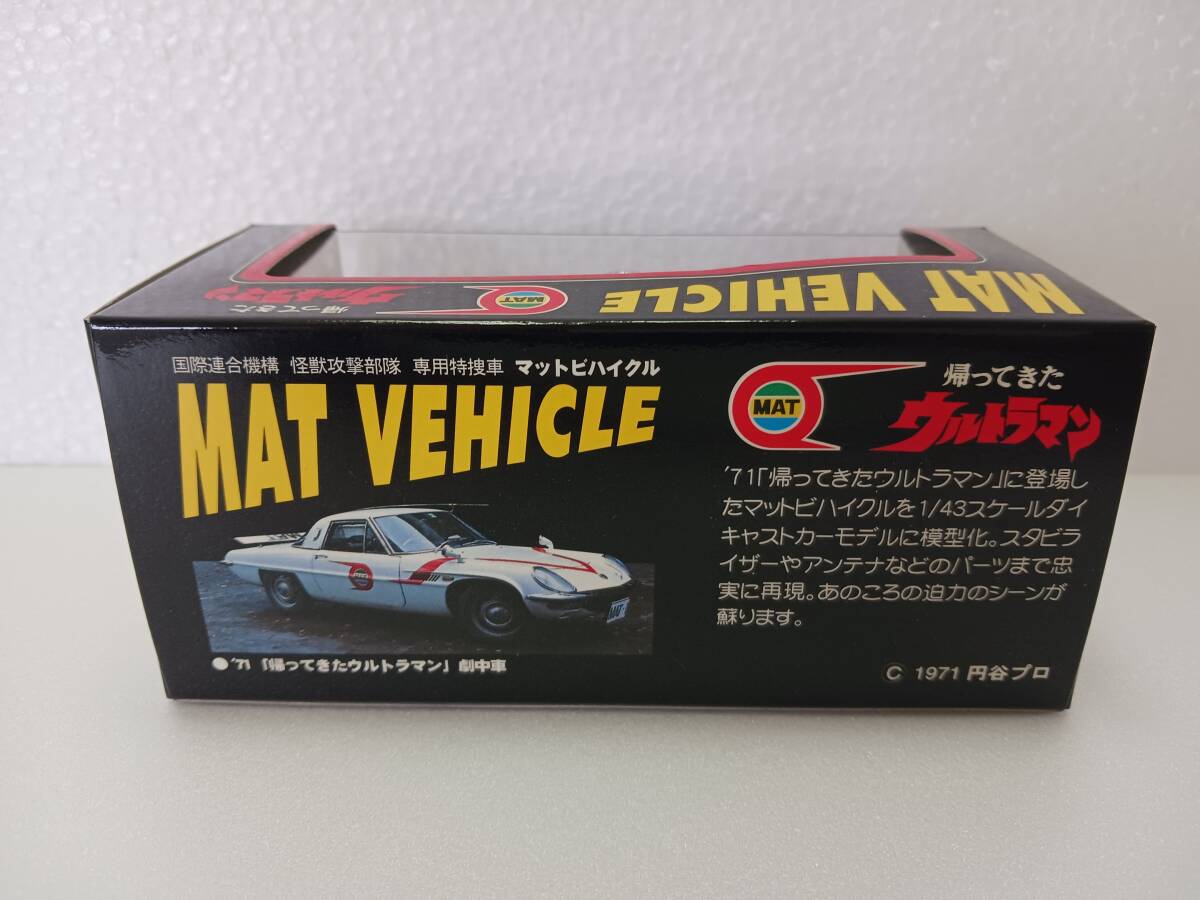 MAT VEHICLE
MAT
帰ってきた
ウルトラマン
国際連合機構 怪獣攻撃部隊 専用特捜車 マットビハイクル
MAT VEHICLE
●'71「帰ってきたウルトラマン」劇中車
MAT
帰ってきた
ウルトラマン
'71「帰ってきたウルトラマン」に登場し
たマットビハイクルを1/43スケールダイ
キャストカーモデルに模型化。スタビラ
イザーやアンテナなどのパーツまで忠
実に再現。あのころの迫力のシーンが
蘇ります。
© 1971 円谷プロ